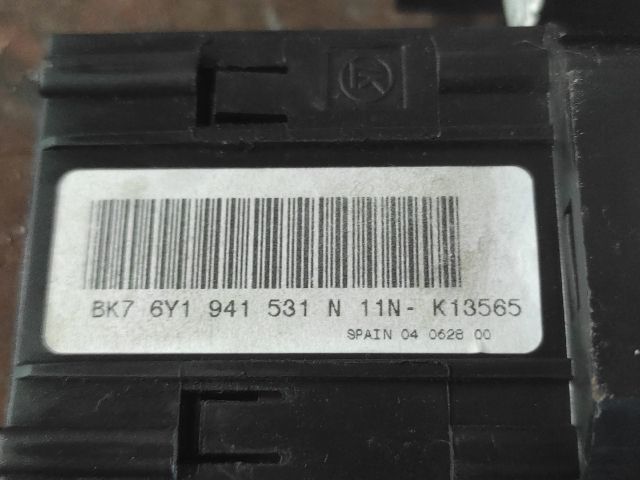 BK7 6Y1 941 531 N 11N- K13565
SPAIN 04 0628 00